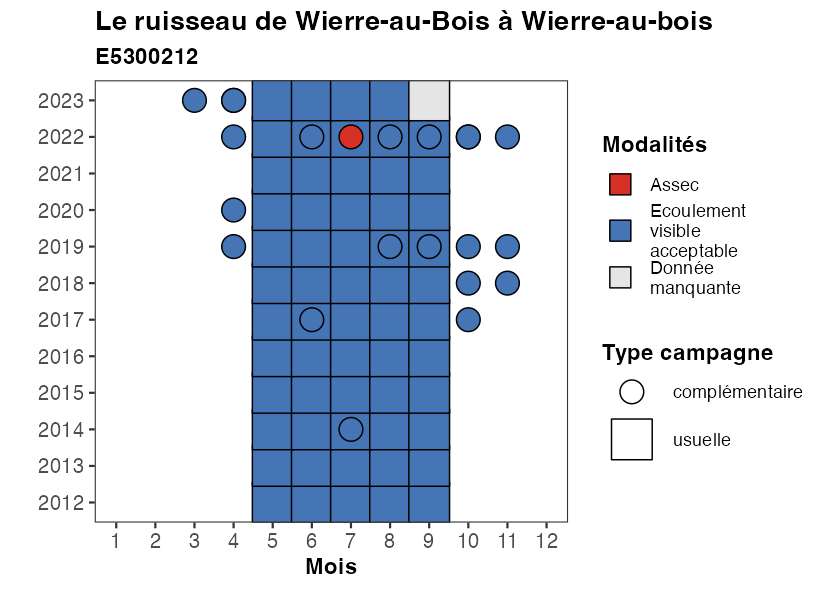 Le ruisseau de Wierre-au-Bois à Wierre-au-bois
E5300212
2023
2022
2021
2020
2019
2018
2017
2016
2015
2014
2013
2012
1 2 3 4 5 6 7 8 9 10 11 12
Mois
Modalités
Assec
Ecoulement
visible
acceptable
Donnée
manquante
Type campagne
complémentaire
usuelle